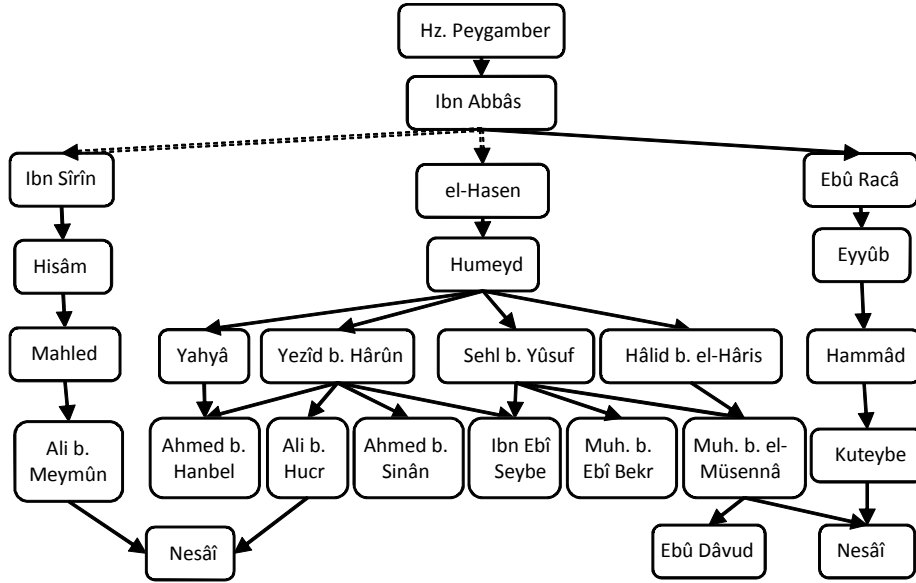 Hz. Peygamber
Ibn Abbâs
Ibn Sîrîn
el-Hasen
Ebû Racâ
Hisâm
Humeyd
Eyyûb
Mahled
Yahyâ
Yezîd b. Hârûn
Sehl b. Yûsuf
Hâlid b. el-Hâris
Hammâd
Ali b.
Meymûn
Ahmed b.
Hanbel
Ali b.
Hucr
Ahmed b.
Sinân
Ibn Ebî
Seybe
Muh. b.
Ebî Bekr
Muh. b. el-
Müsennâ
Kuteybe
Nesâî
Ebû Dâvud
Nesâî